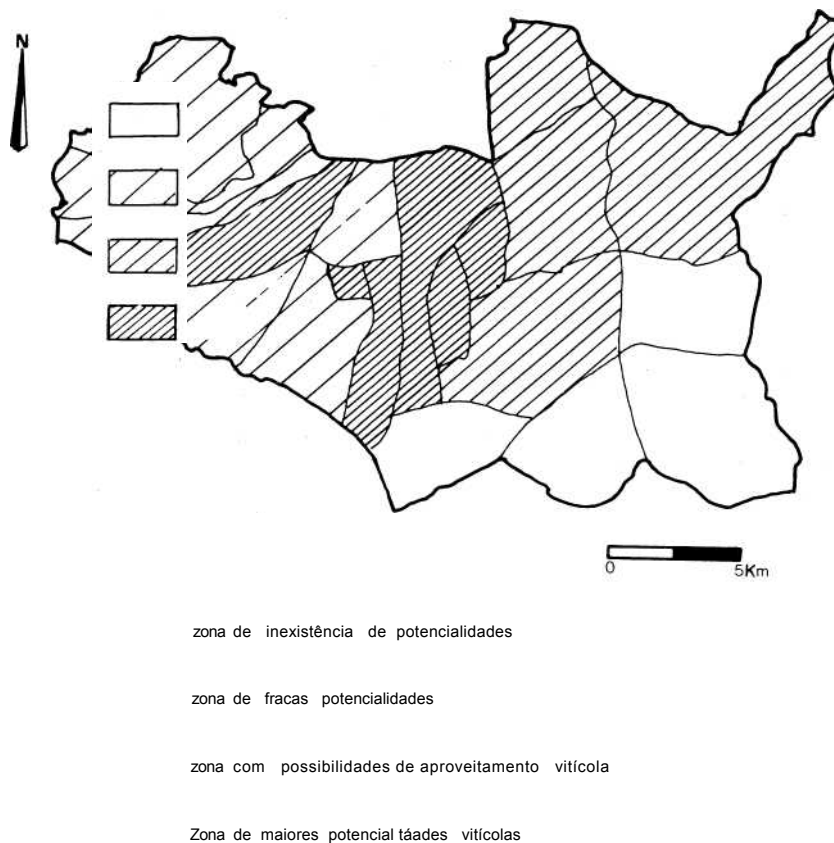 N
0 5Km
zona de inexistência de potencialidades
zona de fracas potencialidades
zona com possibilidades de aproveitamento vitícola
Zona de maiores potencial táades vitícolas